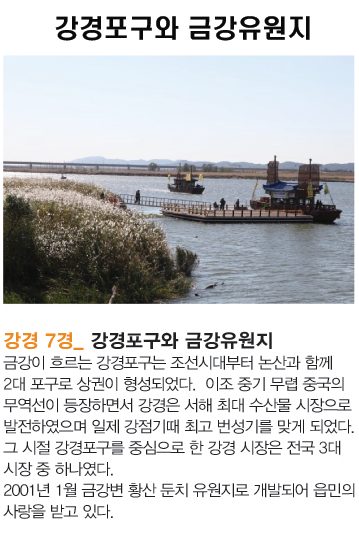 강경포구와 금강유원지
강경 7경_ 강경포구와 금강유원지
금강이 흐르는 강경포구는 조선시대부터 논산과 함께
2대 포구로 상권이 형성되었다. 이조 중기 무렵 중국의
무역선이 등장하면서 강경은 서해 최대 수산물 시장으로
발전하였으며 일제 강점기때 최고 번성기를 맞게 되었다.
그 시절 강경포구를 중심으로 한 강경 시장은 전국 3대
시장 중 하나였다.
2001년 1월 금강변 황산 둔치 유원지로 개발되어 읍민의
사랑을 받고 있다.